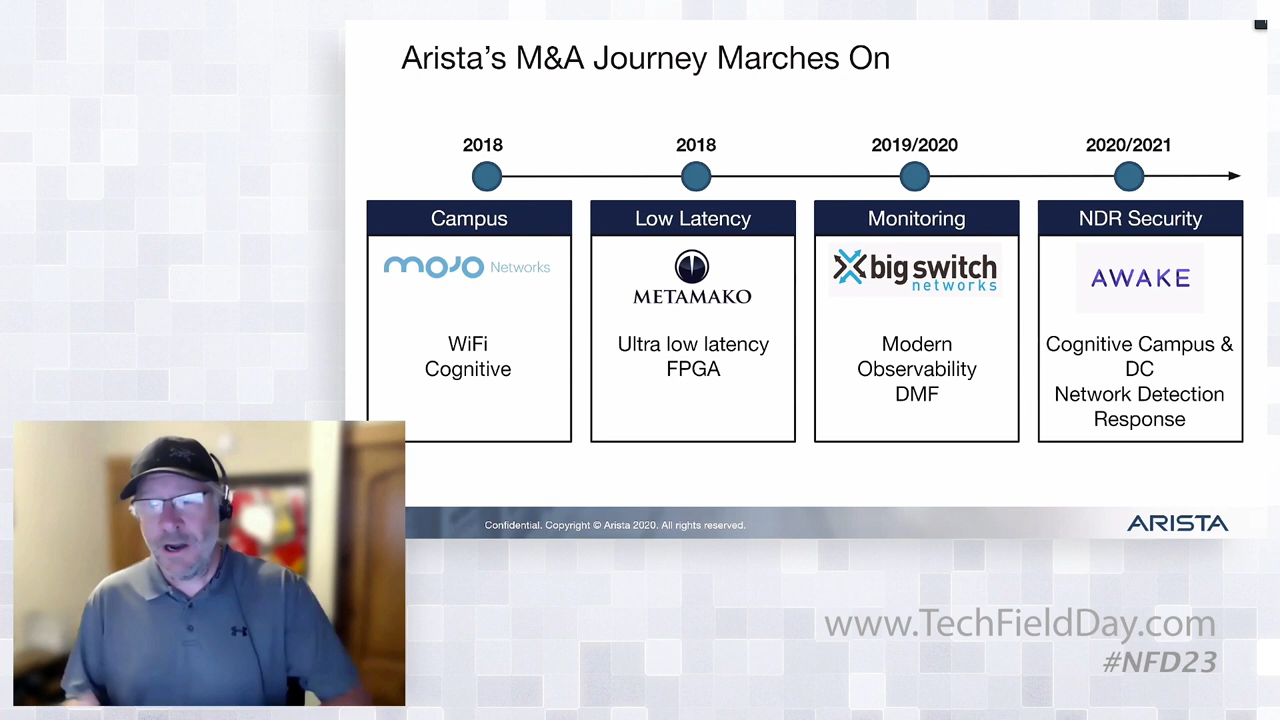 Arista's M&A Journey Marches On
2018
2018
2019/2020
2020/2021
Campus
Low Latency
Monitoring
NDR Security
mojo Networks
METAMAKO
big switch
networks
AWAKE
WiFi
Cognitive
Ultra low latency
FPGA
Modern
Observability
DMF
Cognitive Campus &
DC
Network Detection
Response
Confidential. Copyright © Arista 2020. All rights reserved.
ARISTA
www.TechFieldDay.com
#NFD23